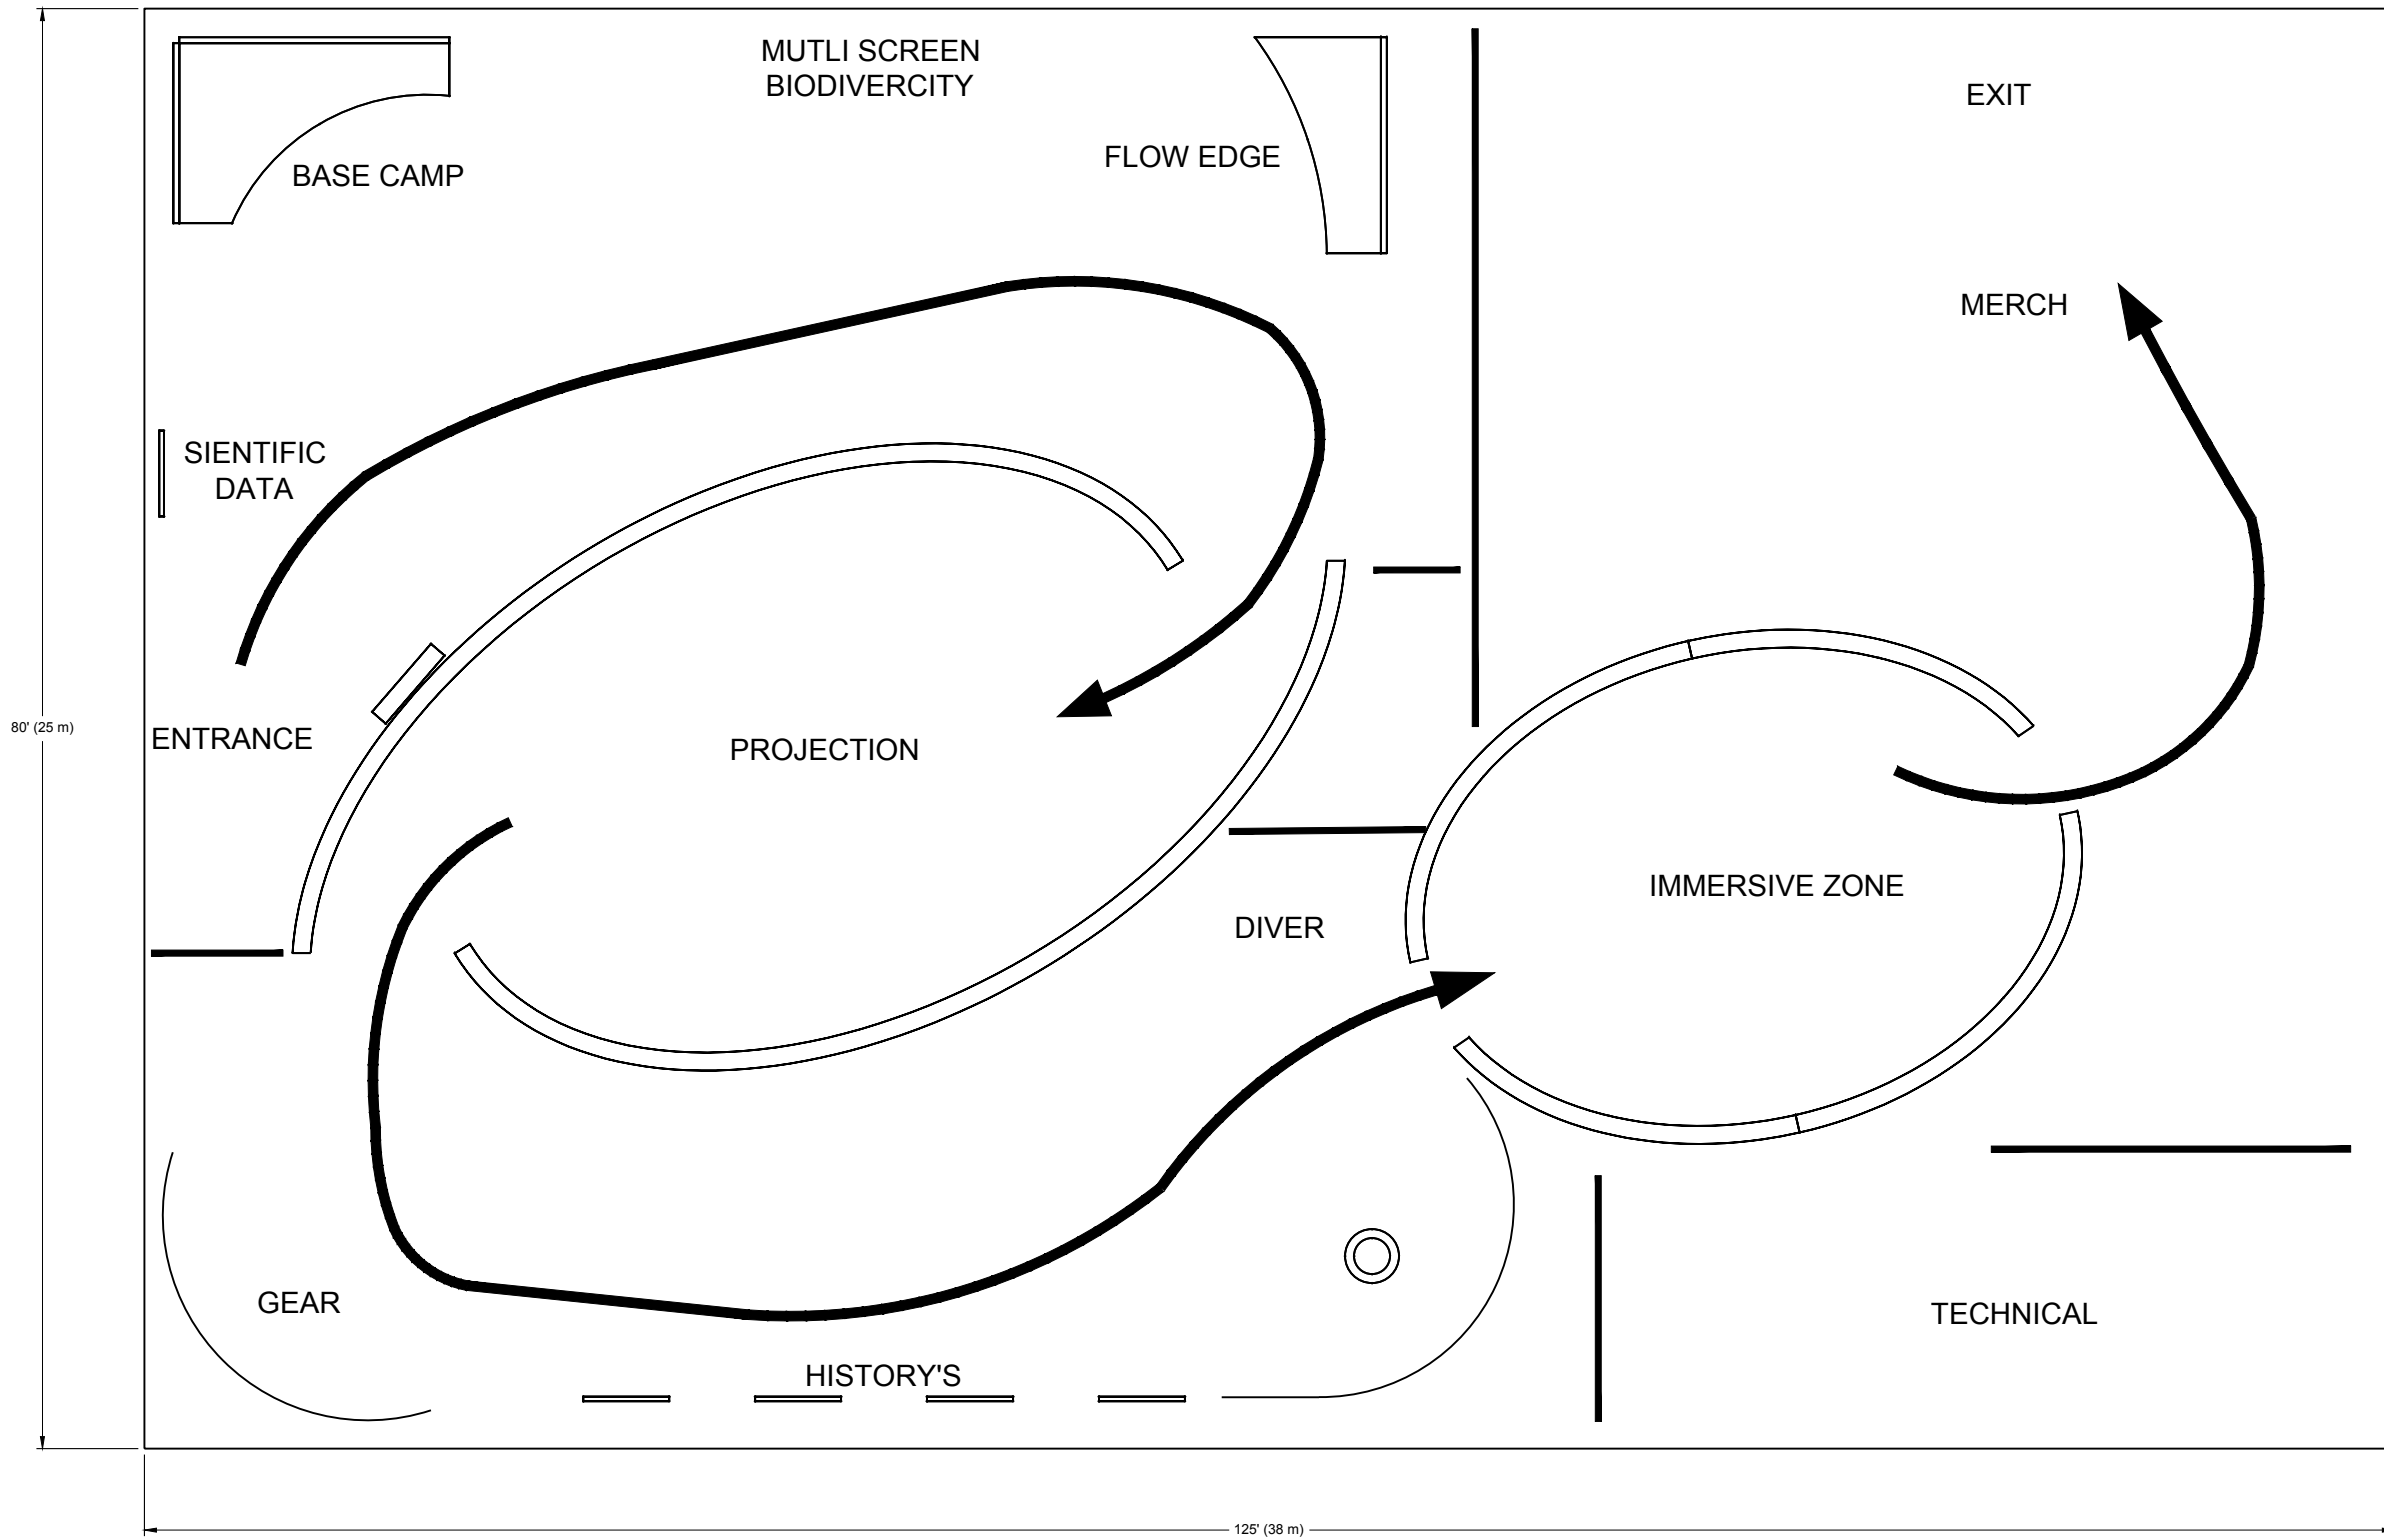 MUTLI SCREEN
BIODIVERCITY
EXIT
FLOW EDGE
BASE CAMP
MERCH
SIENTIFIC
DATA
80' (25 m)
ENTRANCE
PROJECTION
IMMERSIVE ZONE
DIVER
GEAR
TECHNICAL
HISTORY'S
125' (38 m)